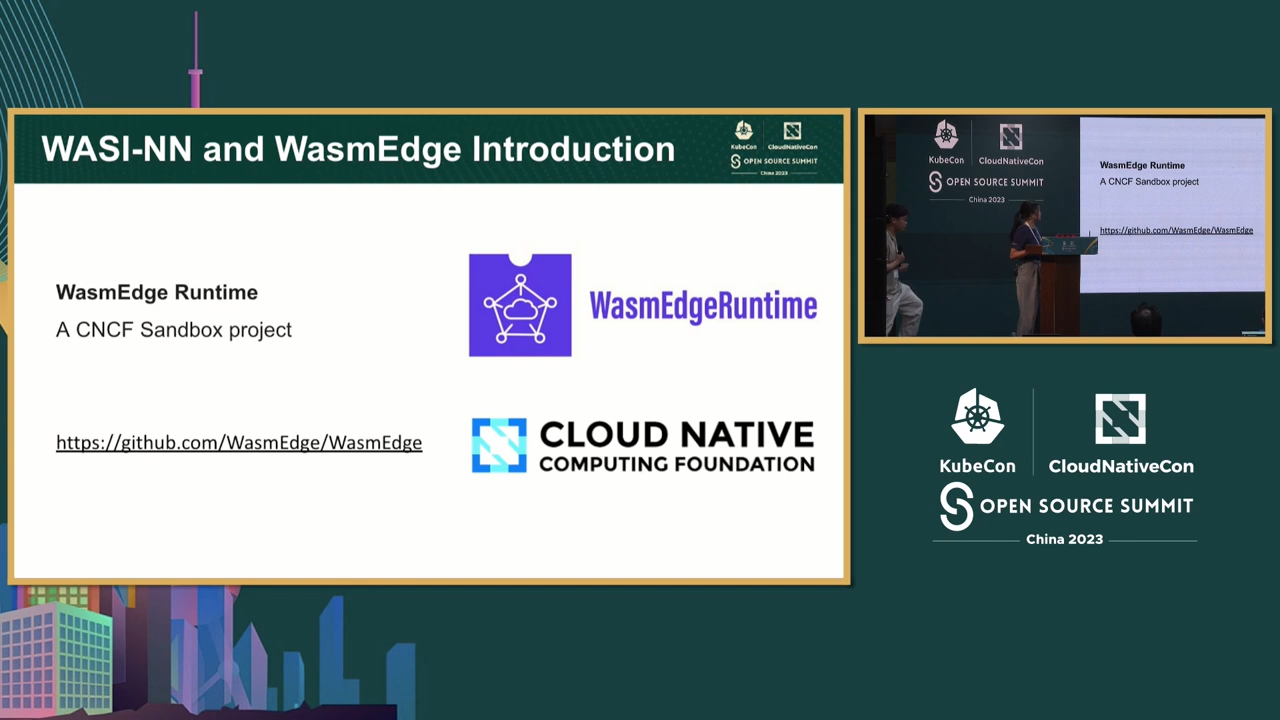 WASI-NN and WasmEdge Introduction
KubeCon
CloudNativeCon
OPEN SOURCE SUMMIT
China 2023
WasmEdge Runtime
A CNCF Sandbox project
https://github.com/WasmEdge/WasmEdge
WasmEdgeRuntime
CLOUD NATIVE
COMPUTING FOUNDATION
KubeCon
CloudNativeCon
OPEN SOURCE SUMMIT
China 2023
WasmEdge Runtime
A CNCF Sandbox project
https://github.com/WasmEdge/WasmEdge
KubeCon
CloudNativeCon
OPEN SOURCE SUMMIT
China 2023